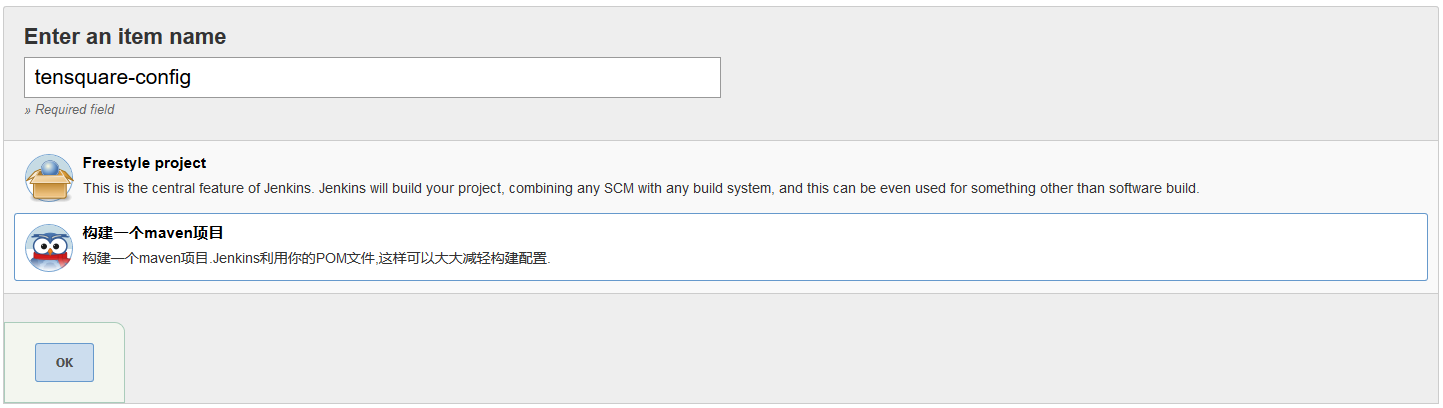 Enter an item name
tensquare-config
» Required field
Freestyle project
This is the central feature of Jenkins. Jenkins will build your project, combining any SCM with any build system, and this can be even used for something other than software build.
构建一个maven项目
构建一个maven项目.Jenkins利用你的POM文件,这样可以大大减轻构建配置.
OK